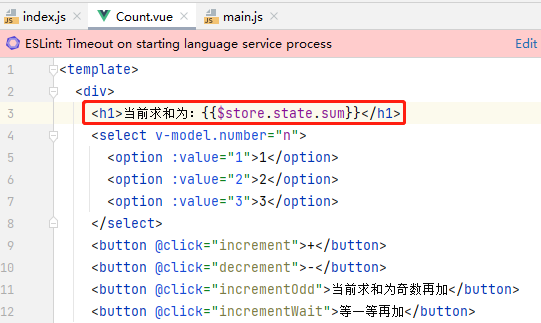 index.js × Count.vue × main.js ×
ESLint: Timeout on starting language service process Edit
1 <template>
2 <div>
3 <h1>当前求和为：{{$store.state.sum}}</h1>
4 <select v-model.number="n">
5 <option :value="1">1</option>
6 <option :value="2">2</option>
7 <option :value="3">3</option>
8 </select>
9 <button @click="increment">+</button>
10 <button @click="decrement">-</button>
11 <button @click="incrementOdd">当前求和为奇数再加</button>
12 <button @click="incrementWait">等一等再加</button>